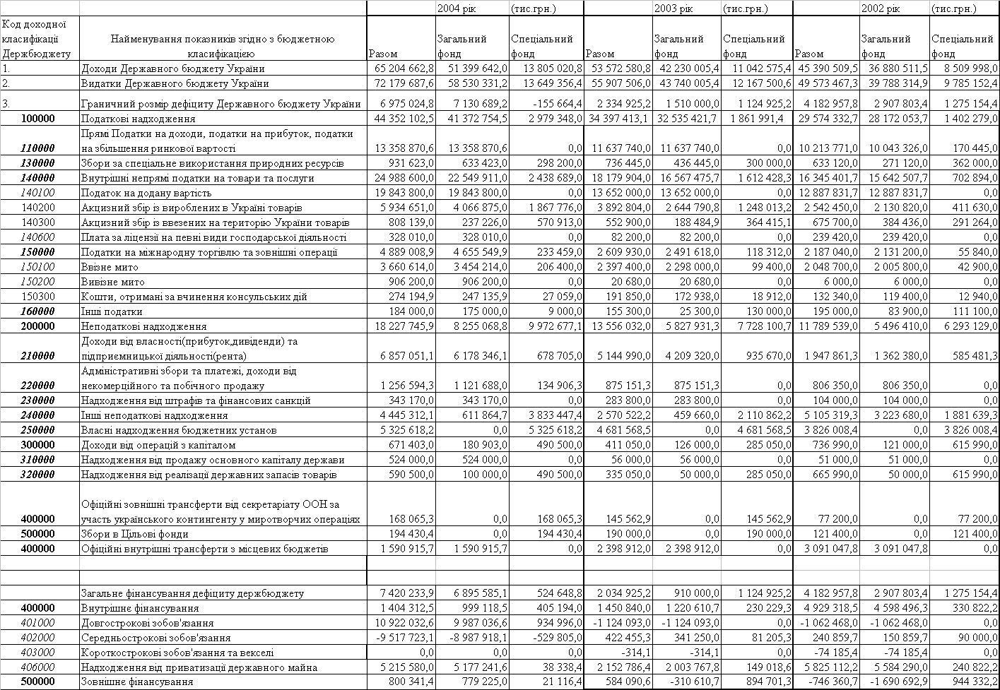 2004 рік (тис.грн.) 2003 рік (тис.грн.) 2002 рік (тис.грн.)
Код доходної класифікації Держбюджету Найменування показників згідно з бюджетною класифікацією Разом Загальний фонд Спеціальний фонд Разом Загальний фонд Спеціальний фонд Разом Загальний фонд Спеціальний фонд
1. Доходи Державного бюджету України 65 204 662,8 51 399 642,0 13 805 020,8 53 572 580,8 42 230 005,4 11 042 575,4 45 390 509,5 36 880 511,5 8 509 998,0
2. Видатки Державного бюджету України 72 179 687,6 58 530 331,2 13 649 356,4 55 907 506,0 43 740 005,4 12 167 500,6 49 573 467,3 39 788 314,9 9 785 152,4
3. Граничний розмір дефіциту Державного бюджету України 6 975 024,8 7 130 689,2 -155 664,4 2 334 925,2 1 510 000,0 1 124 925,2 4 182 957,8 2 907 803,4 1 275 154,4
100000 Податкові надходження 44 352 102,5 41 372 754,5 2 979 348,0 34 397 413,1 32 535 421,7 1 861 991,4 29 574 332,7 28 172 053,7 1 402 279,0
110000 Прямі Податки на доходи, податки на прибуток, податки на збільшення ринкової вартості 13 358 870,6 13 358 870,6 0,0 11 637 740,0 11 637 740,0 0,0 10 213 771,0 10 043 326,0 170 445,0
130000 Збори за спеціальне використання природних ресурсів 931 623,0 633 423,0 298 200,0 736 445,0 436 445,0 300 000,0 633 120,0 271 120,0 362 000,0
140000 Внутрішні непрямі податки на товари та послуги 24 988 600,0 22 549 911,0 2 438 689,0 18 179 904,0 16 567 475,7 1 612 428,3 16 345 401,7 15 642 507,7 702 894,0
140100 Податок на додану вартість 19 843 800,0 19 843 800,0 0,0 13 652 000,0 13 652 000,0 0,0 12 887 831,7 12 887 831,7 0,0
140200 Акцизний збір із вироблених в Україні товарів 5 934 651,0 4 066 875,0 1 867 776,0 3 892 804,0 2 644 790,8 1 248 013,2 2 542 450,0 2 130 820,0 411 630,0
140300 Акцизний збір із ввезених на територію України товарів 808 139,0 237 226,0 570 913,0 552 900,0 188 484,9 364 415,1 675 700,0 384 436,0 291 264,0
140600 Плата за ліцензії на певні види господарської діяльності 328 010,0 328 010,0 0,0 82 200,0 82 200,0 0,0 239 420,0 239 420,0 0,0
150000 Податки на міжнародну торгівлю та зовнішні операції 4 889 008,9 4 655 549,9 233 459,0 2 609 930,0 2 491 618,0 118 312,0 2 187 040,0 2 131 200,0 55 840,0
150100 Ввізне мито 3 660 614,0 3 454 214,0 206 400,0 2 397 400,0 2 298 000,0 99 400,0 2 048 700,0 2 005 800,0 42 900,0
150200 Вивізне мито 906 200,0 906 200,0 0,0 20 680,0 20 680,0 0,0 6 000,0 6 000,0 0,0
150300 Кошти, отримані за вчинення консульських дій 274 194,9 247 135,9 27 059,0 191 850,0 172 938,0 18 912,0 132 340,0 119 400,0 12 940,0
160000 Інші податки 184 000,0 175 000,0 9 000,0 155 300,0 25 300,0 130 000,0 195 000,0 83 900,0 111 100,0
200000 Неподаткові надходження 18 227 745,9 8 255 068,8 9 972 677,1 13 556 032,0 5 827 931,3 7 728 100,7 11 789 539,0 5 496 410,0 6 293 129,0
210000 Доходи від власності(прибуток,дивіденди) та підприємницької діяльності(рента) 6 857 051,1 6 178 346,1 678 705,0 5 144 990,0 4 209 320,0 935 670,0 1 947 861,3 1 362 380,0 585 481,3
220000 Адміністративні збори та платежі, доходи від некомерційного та побічного продажу 1 256 594,3 1 121 688,0 134 906,3 875 151,3 875 151,3 0,0 806 350,0 806 350,0 0,0
230000 Надходження від штрафів та фінансових санкцій 343 170,0 343 170,0 0,0 283 800,0 283 800,0 0,0 104 000,0 104 000,0 0,0
240000 Інші неподаткові надходження 4 445 312,1 611 864,7 3 833 447,4 2 570 522,2 459 660,0 2 110 862,2 5 105 319,3 3 223 680,0 1 881 639,3
250000 Власні надходження бюджетних установ 5 325 618,2 0,0 5 325 618,2 4 681 568,5 0,0 4 681 568,5 3 826 008,4 0,0 3 826 008,4
300000 Доходи від операцій з капіталом 671 403,0 180 903,0 490 500,0 411 050,0 126 000,0 285 050,0 736 990,0 121 000,0 615 990,0
310000 Надходження від продажу основного капіталу держави 524 000,0 524 000,0 0,0 56 000,0 56 000,0 0,0 51 000,0 51 000,0 0,0
320000 Надходження від реалізації державних запасів товарів 590 500,0 100 000,0 490 500,0 335 050,0 50 000,0 285 050,0 665 990,0 50 000,0 615 990,0
400000 Офіційні зовнішні трансферти від секретаріату ООН за участь українського контингенту у миротворчих операціях 168 065,3 0,0 168 065,3 145 562,9 0,0 145 562,9 77 200,0 0,0 77 200,0
500000 Збори в Цільові фонди 194 430,4 0,0 194 430,4 190 000,0 0,0 190 000,0 121 400,0 0,0 121 400,0
400000 Офіційні внутрішні трансферти з місцевих бюджетів 1 590 915,7 1 590 915,7 0,0 2 398 912,0 2 398 912,0 0,0 3 091 047,8 3 091 047,8 0,0
Загальне фінансування дефіциту держбюджету 7 420 233,9 6 895 585,1 524 648,8 2 034 925,2 910 000,0 1 124 925,2 4 182 957,8 2 907 803,4 1 275 154,4
400000 Внутрішнє фінансування 1 404 312,5 999 118,5 405 194,0 1 450 840,0 1 220 610,7 230 229,3 4 929 318,5 4 598 496,3 330 822,2
401000 Довгострокові зобов'язання 10 922 032,6 9 987 036,6 934 996,0 -1 124 093,0 -1 124 093,0 0,0 -1 062 468,0 -1 062 468,0 0,0
402000 Середньострокові зобов'язання -9 517 723,1 -8 987 918,1 -529 805,0 422 455,3 341 250,0 81 205,3 240 859,7 150 859,7 90 000,0
403000 Короткострокові зобов'язання та векселі 0,0 0,0 0,0 -314,1 -314,1 0,0 -74 185,4 -74 185,4 0,0
406000 Надходження від приватизації державного майна 5 215 580,0 5 177 241,6 38 338,4 2 152 786,4 2 003 767,8 149 018,6 5 825 112,2 5 584 290,0 240 822,2
500000 Зовнішнє фінансування 800 341,4 779 225,0 21 116,4 584 090,6 -310 610,7 894 701,3 -746 360,7 -1 690 692,9 944 332,2